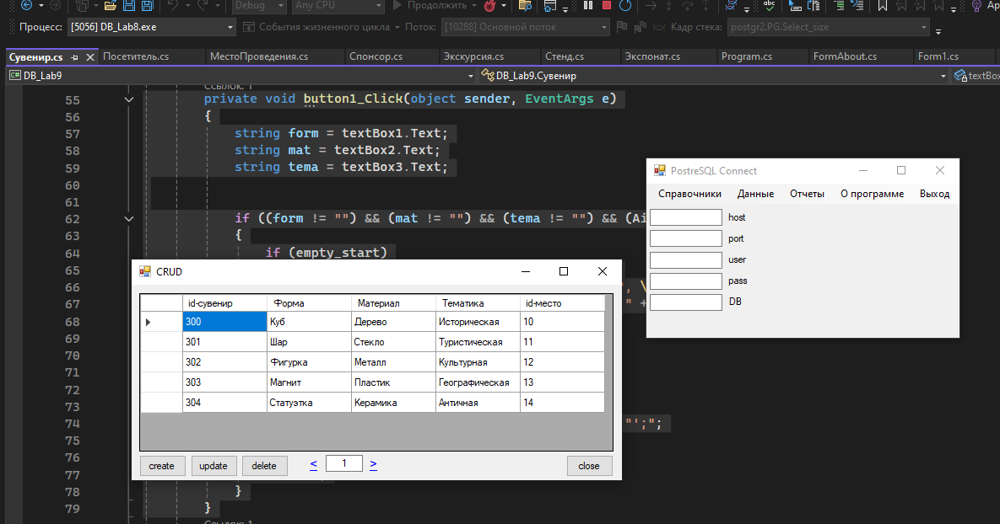 Debug Any CPU Продолжить
Процесс: [5056] DB_Lab8.exe События жизненного цикла Поток: [10288] Основной поток Кадр стека: postgr2.PG.Select_size
Сувенир.cs Посетитель.cs МестоПроведения.cs Спонсор.cs Экскурсия.cs Стенд.cs Экспонат.cs Program.cs FormAbout.cs Form1.cs
C# DB_Lab9 DB_Lab9.Сувенир textBox
Ссылок: 1
55 private void button1_Click(object sender, EventArgs e)
56 {
57 string form = textBox1.Text;
58 string mat = textBox2.Text;
59 string tema = textBox3.Text;
60
61
62 if ((form != "") && (mat != "") && (tema != "") && (Ai
63 {
64 if (empty_start)
65
66 ", \
67 " +
68
69
70
71
72
73
74 "';";
75
76
77
78 }
79 }
Ссылок: 1
PostreSQL Connect
Справочники Данные Отчеты О программе Выход
host
port
user
pass
DB
CRUD
id-сувенир Форма Материал Тематика id-место
300 Куб Дерево Историческая 10
301 Шар Стекло Туристическая 11
302 Фигурка Металл Культурная 12
303 Магнит Пластик Географическая 13
304 Статуэтка Керамика Античная 14
create update delete < 1 > close